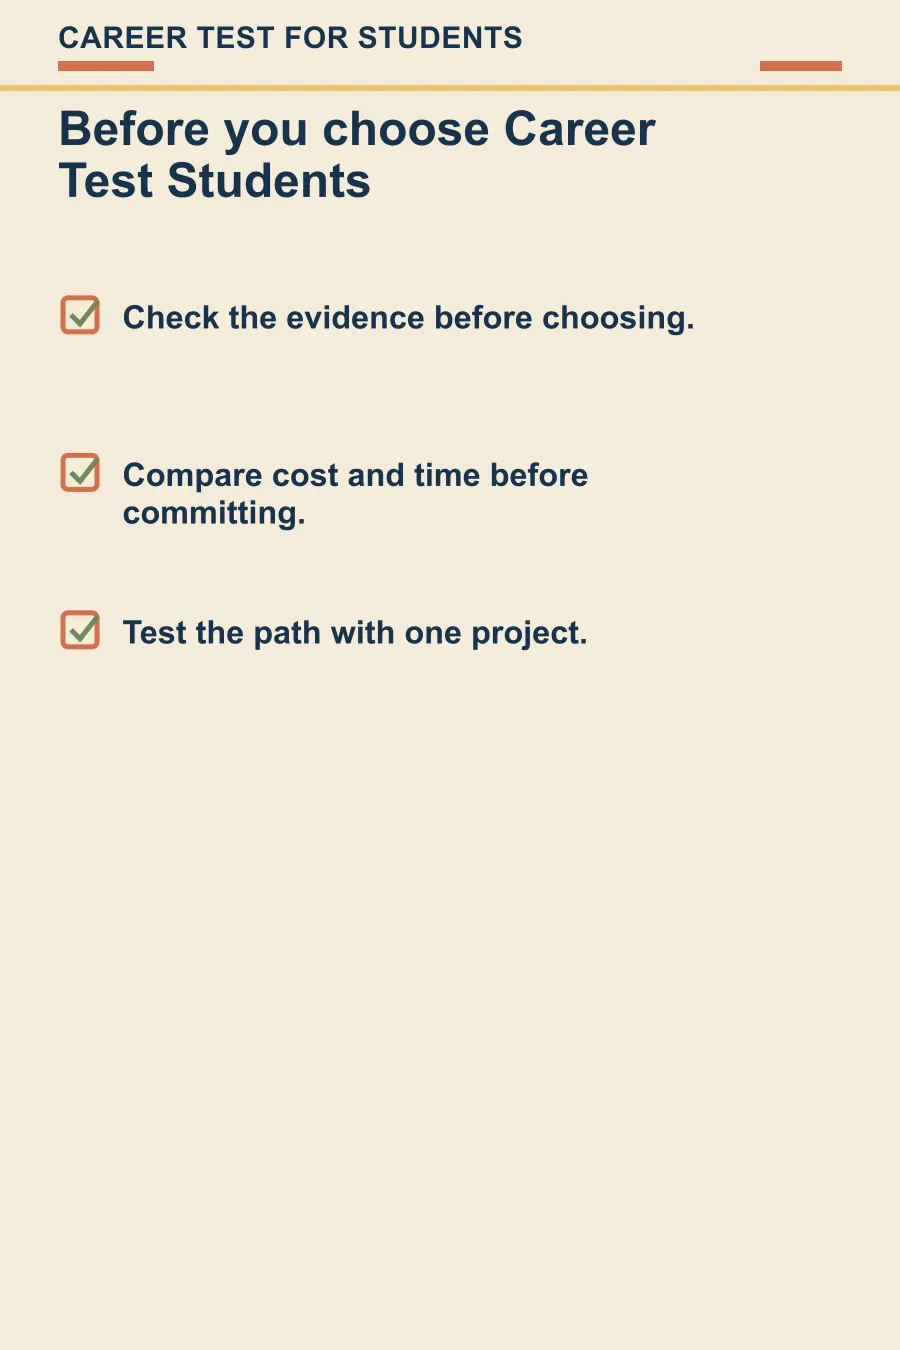 CAREER TEST FOR STUDENTS
Before you choose Career
Test Students
Check the evidence before choosing.
Compare cost and time before
committing.
Test the path with one project.